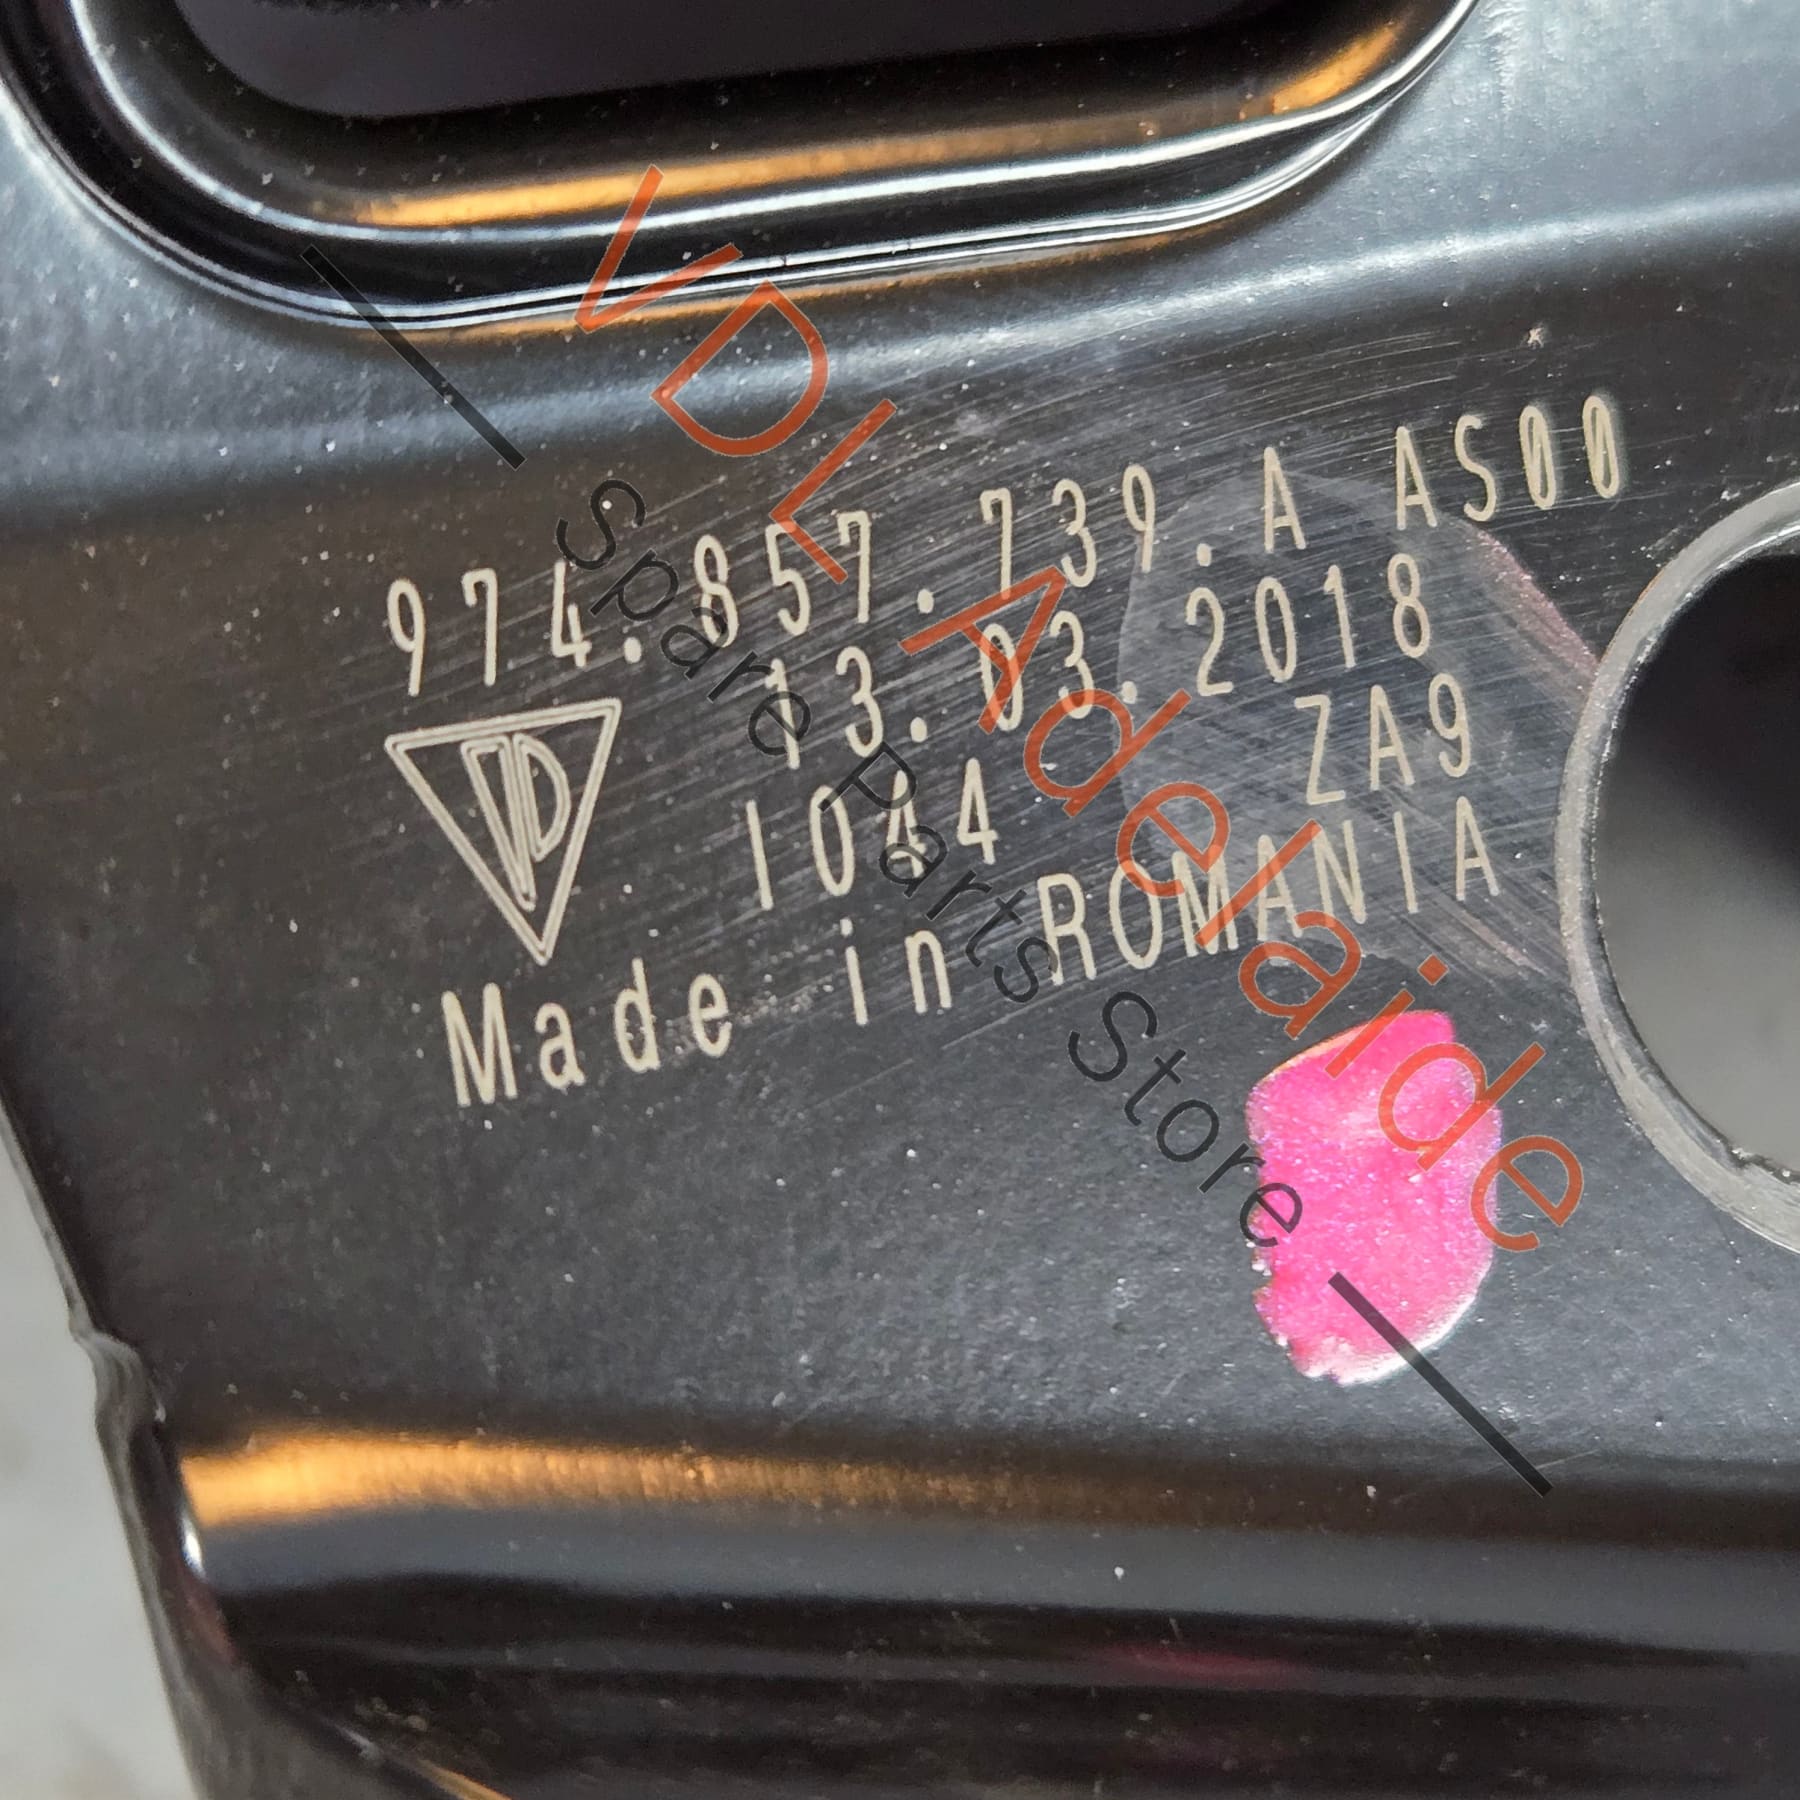 974.857.739.A AS00
13.03.2018
1044 ZA9
Made in ROMANIA
VDL Adelaide
Spare Parts Store